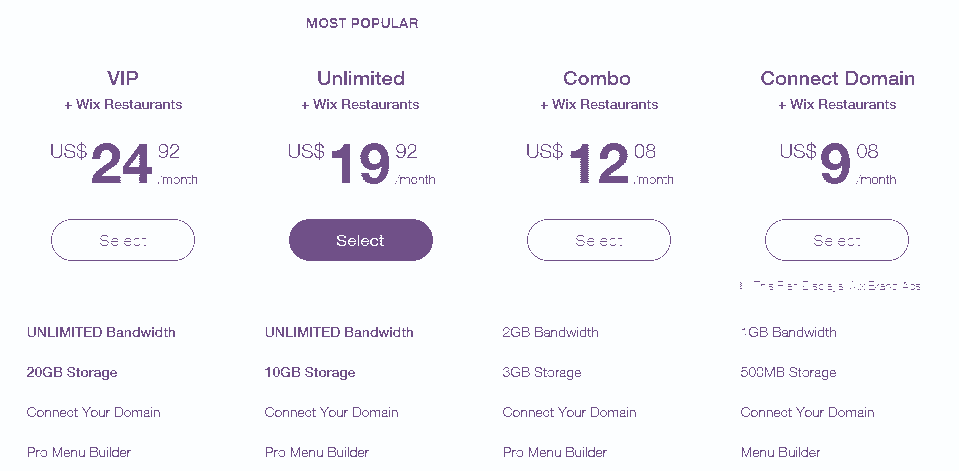 MOST POPULAR
VIP
+ Wix Restaurants
US$24 92 /month
Select
UNLIMITED Bandwidth
20GB Storage
Connect Your Domain
Pro Menu Builder
Unlimited
+ Wix Restaurants
US$19 92 /month
Select
UNLIMITED Bandwidth
10GB Storage
Connect Your Domain
Pro Menu Builder
Combo
+ Wix Restaurants
US$12 08 /month
Select
2GB Bandwidth
3GB Storage
Connect Your Domain
Pro Menu Builder
Connect Domain
+ Wix Restaurants
US$9 08 /month
Select
This Plan Displays Wix Brand Ads
1GB Bandwidth
500MB Storage
Connect Your Domain
Menu Builder